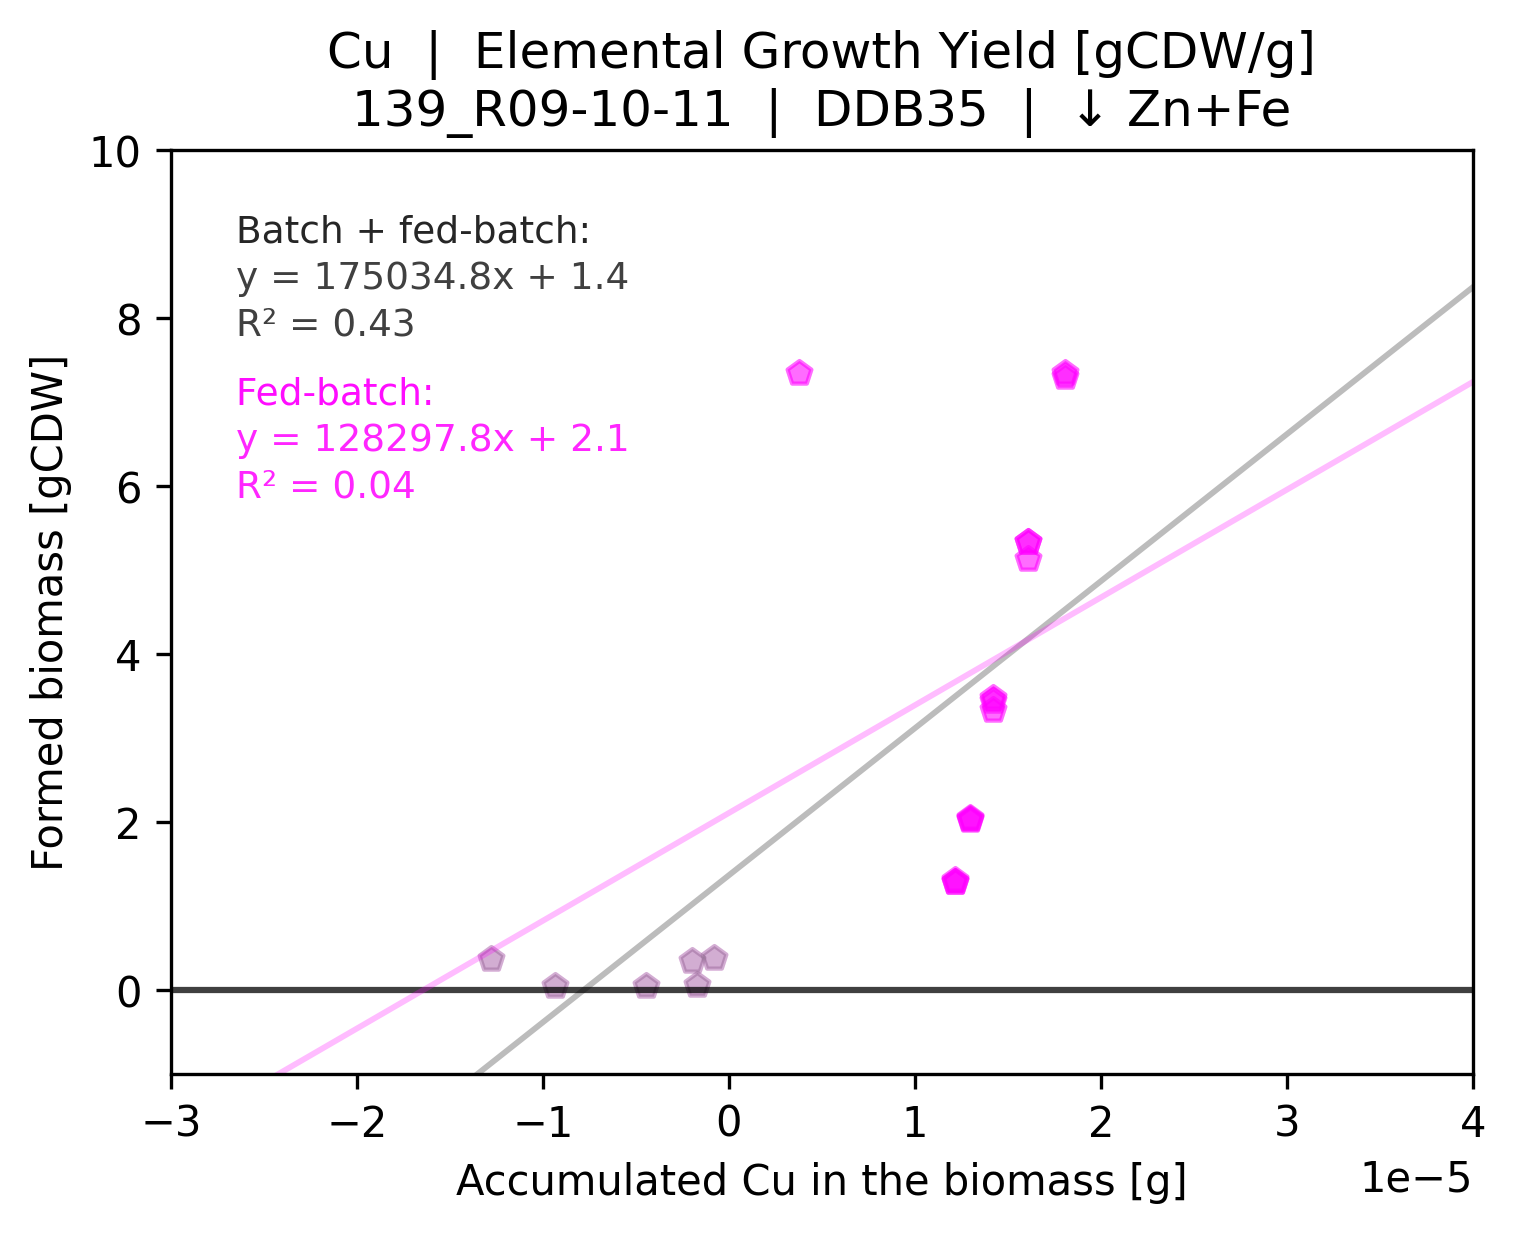 Cu | Elemental Growth Yield [gCDW/g]
139_R09-10-11 | DDB35 | ↓ Zn+Fe
10
8
6
4
2
0
Formed biomass [gCDW]
Batch + fed-batch:
y = 175034.8x + 1.4
R² = 0.43
Fed-batch:
y = 128297.8x + 2.1
R² = 0.04
−3 −2 −1 0 1 2 3 4
Accumulated Cu in the biomass [g]
1e−5